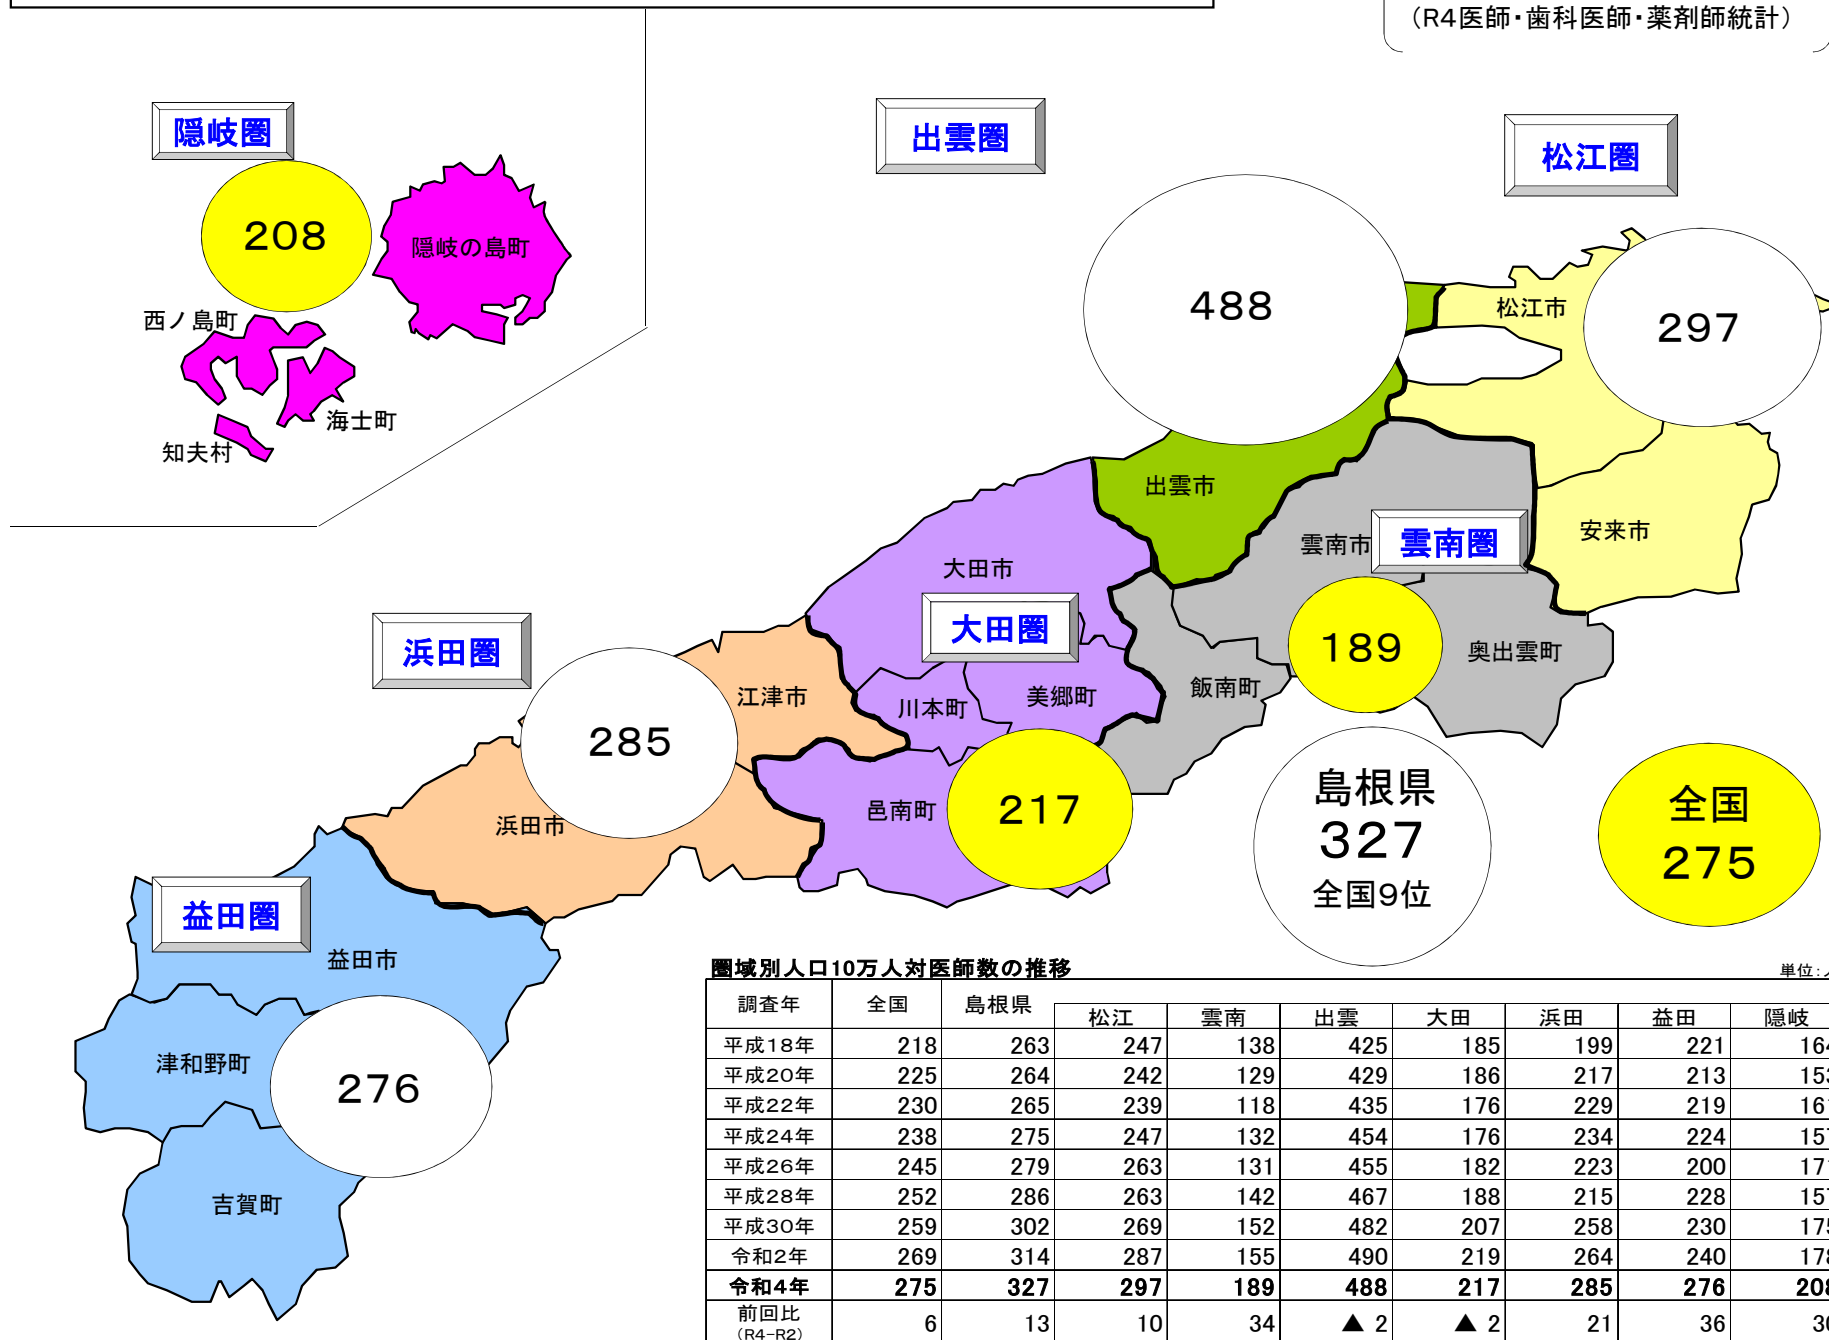 （R4医師・歯科医師・薬剤師統計）
隠岐圏
出雲圏
松江圏
208
隠岐の島町
488
松江市
297
西ノ島町
海士町
知夫村
出雲市
雲南市
雲南圏
安来市
大田市
浜田圏
大田圏
189
奥出雲町
江津市
川本町
美郷町
飯南町
285
島根県
327
全国9位
全国
275
浜田市
邑南町
217
益田圏
益田市
津和野町
276
吉賀町
圏域別人口10万人対医師数の推移
単位:
調査年 全国 島根県 松江 雲南 出雲 大田 浜田 益田 隠岐
平成18年 218 263 247 138 425 185 199 221 164
平成20年 225 264 242 129 429 186 217 213 153
平成22年 230 265 239 118 435 176 229 219 161
平成24年 238 275 247 132 454 176 234 224 157
平成26年 245 279 263 131 455 182 223 200 171
平成28年 252 286 263 142 467 188 215 228 157
平成30年 259 302 269 152 482 207 258 230 175
令和2年 269 314 287 155 490 219 264 240 178
令和4年 275 327 297 189 488 217 285 276 208
前回比 6 13 10 34 ▲ 2 ▲ 2 21 36 30
（R4−R2）